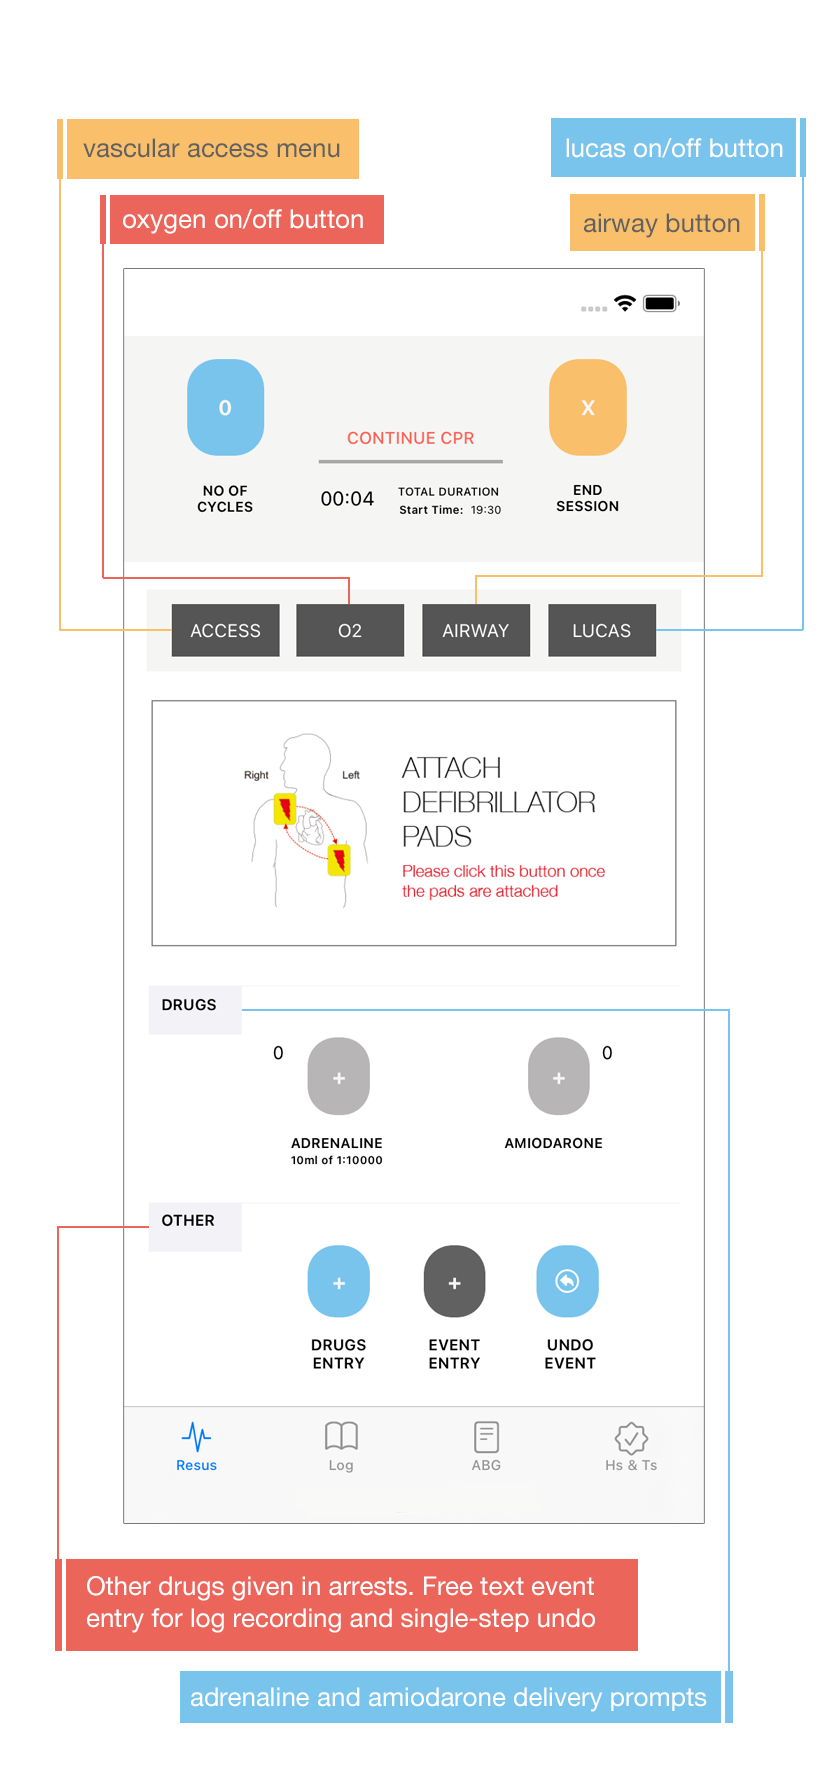 vascular access menu
lucas on/off button
oxygen on/off button
airway button
0
X
CONTINUE CPR
NO OF
CYCLES
00:04
TOTAL DURATION
Start Time: 19:30
END
SESSION
ACCESS
O2
AIRWAY
LUCAS
Right
Left
ATTACH
DEFIBRILLATOR
PADS
Please click this button once
the pads are attached
DRUGS
0
+
+
0
ADRENALINE
10ml of 1:10000
AMIODARONE
OTHER
+
+
DRUGS
ENTRY
EVENT
ENTRY
UNDO
EVENT
Resus
Log
ABG
Hs & Ts
Other drugs given in arrests. Free text event
entry for log recording and single-step undo
adrenaline and amiodarone delivery prompts